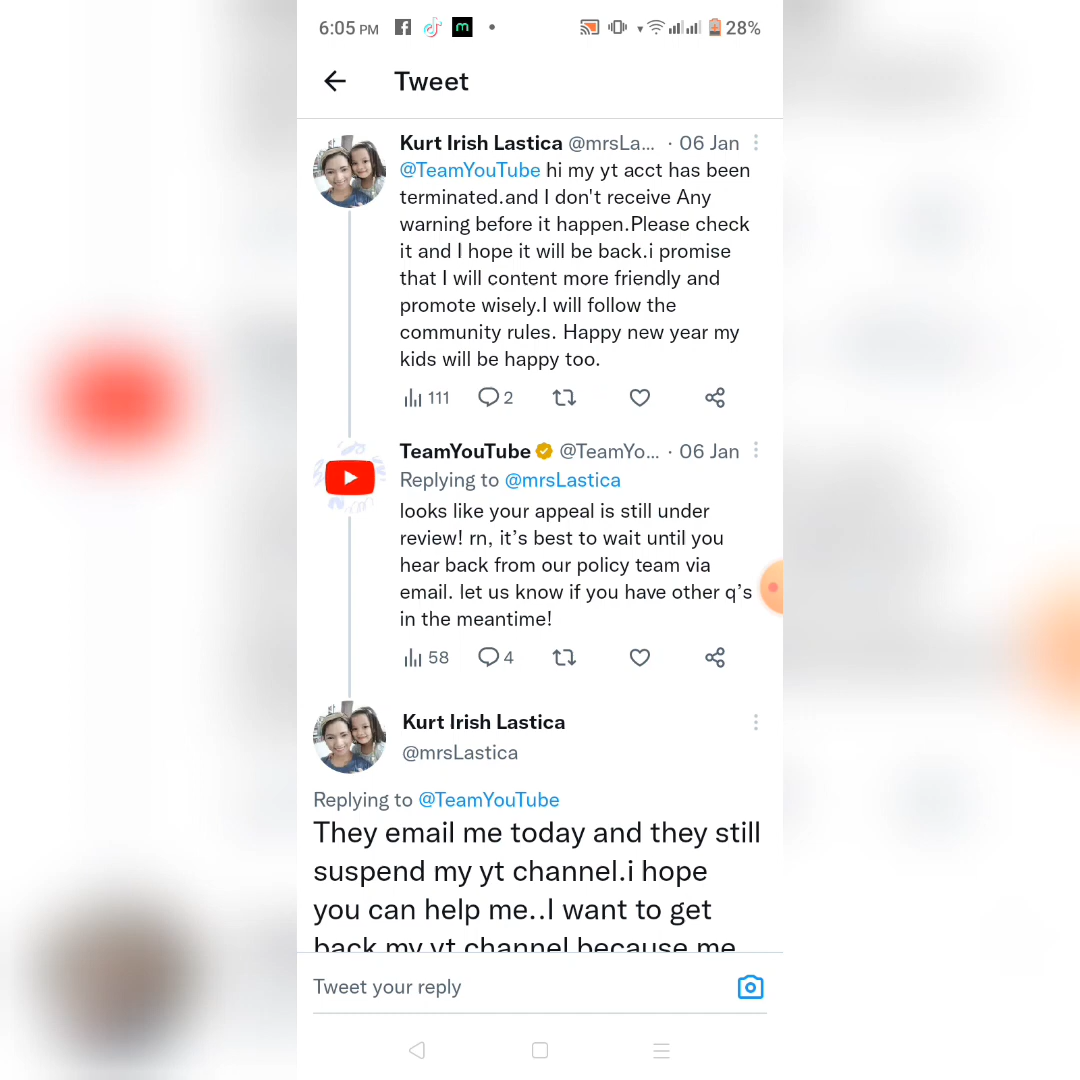 6:05 PM
28%
Tweet
Kurt Irish Lastica @mrsLa... · 06 Jan
@TeamYouTube hi my yt acct has been
terminated.and I don't receive Any
warning before it happen.Please check
it and I hope it will be back.i promise
that I will content more friendly and
promote wisely.I will follow the
community rules. Happy new year my
kids will be happy too.
111 2
TeamYouTube @TeamYo... · 06 Jan
Replying to @mrsLastica
looks like your appeal is still under
review! rn, it's best to wait until you
hear back from our policy team via
email. let us know if you have other q's
in the meantime!
58 4
Kurt Irish Lastica
@mrsLastica
Replying to @TeamYouTube
They email me today and they still
suspend my yt channel.i hope
you can help me..I want to get
back my yt channel because me
Tweet your reply